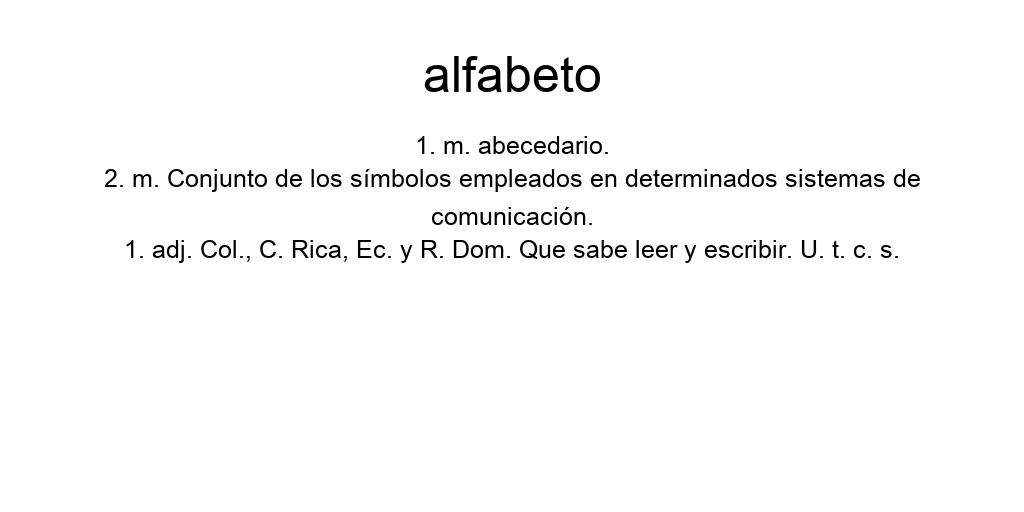 alfabeto
1. m. abecedario.
2. m. Conjunto de los símbolos empleados en determinados sistemas de
comunicación.
1. adj. Col., C. Rica, Ec. y R. Dom. Que sabe leer y escribir. U. t. c. s.